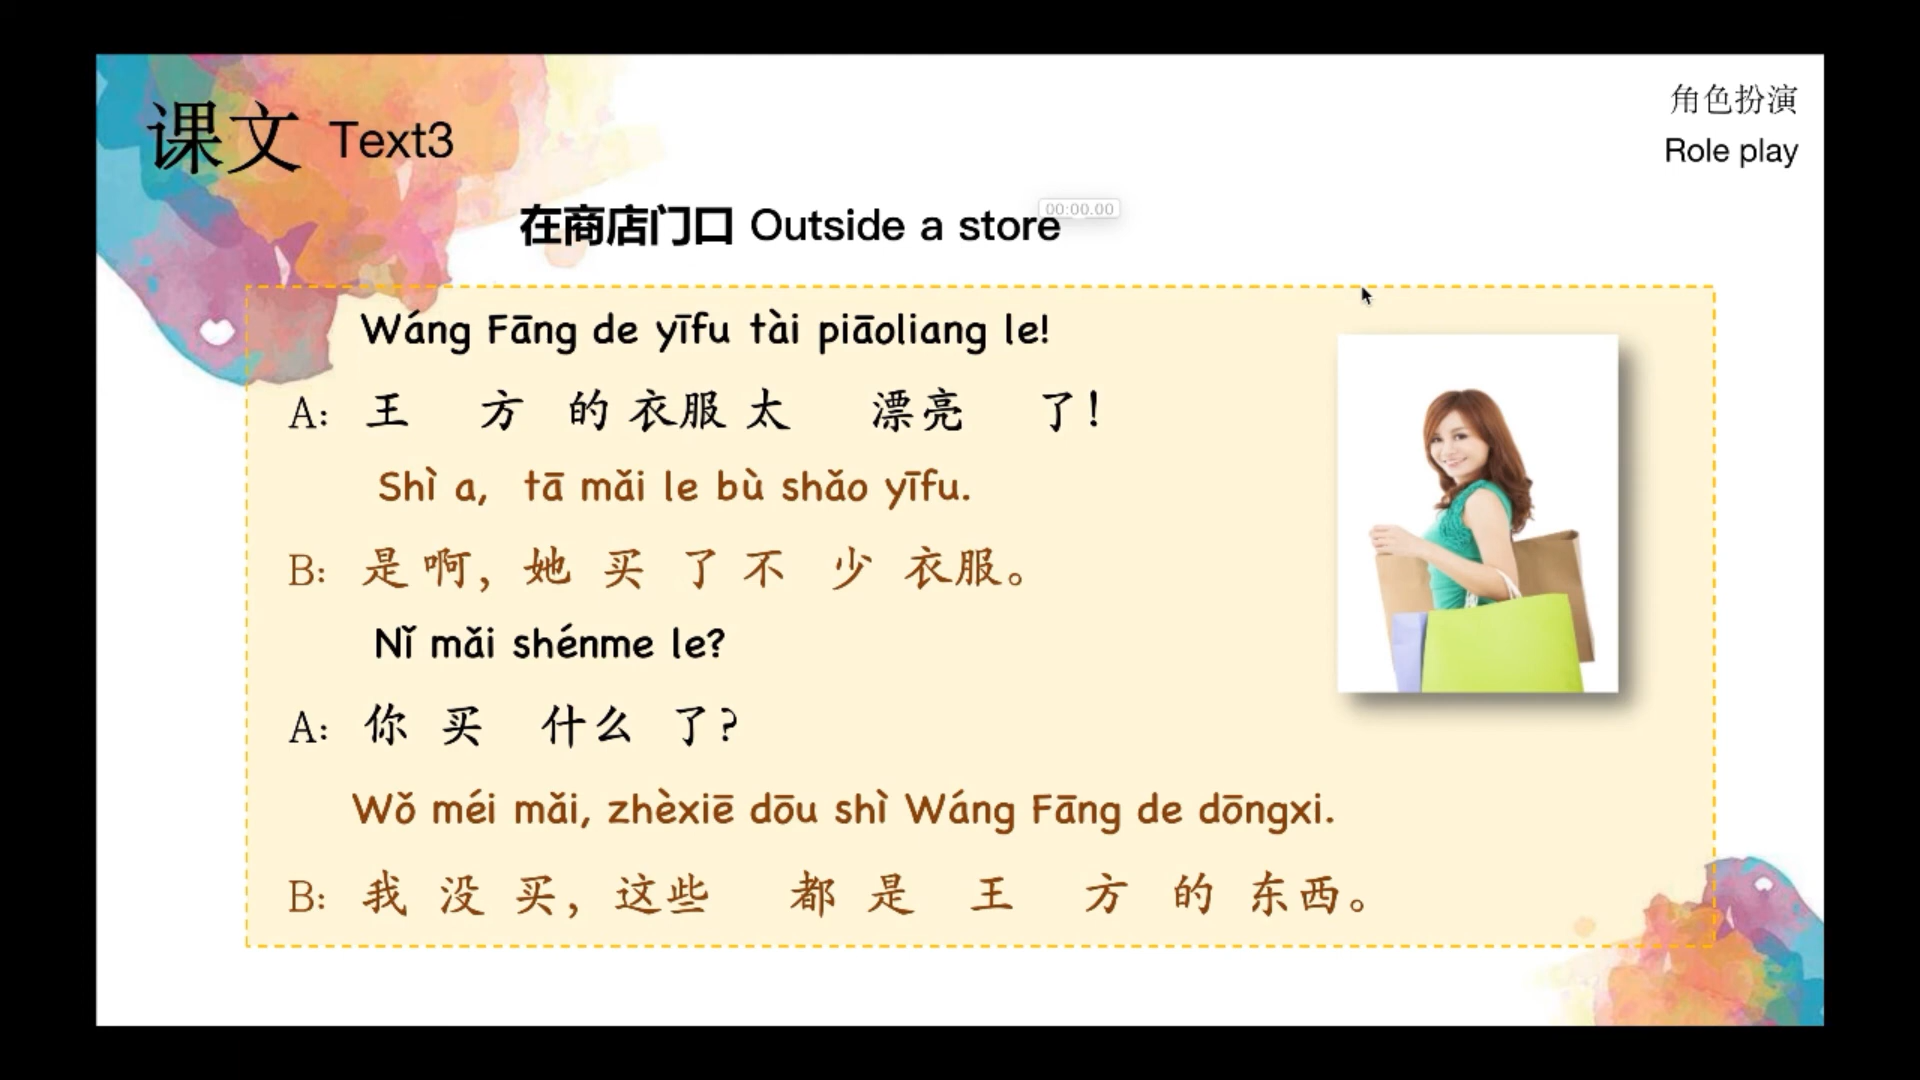 课文 Text3
角色扮演
Role play
在商店门口 Outside a store
00:00.00
Wáng Fāng de yīfu tài piāoliang le!
A: 王 方 的 衣服 太 漂亮 了!
Shì a, tā mǎi le bù shǎo yīfu.
B: 是 啊, 她 买 了 不 少 衣服。
Nǐ mǎi shénme le?
A: 你 买 什么 了?
Wǒ méi mǎi, zhèxiē dōu shì Wáng Fāng de dōngxi.
B: 我 没 买, 这些 都 是 王 方 的 东西。